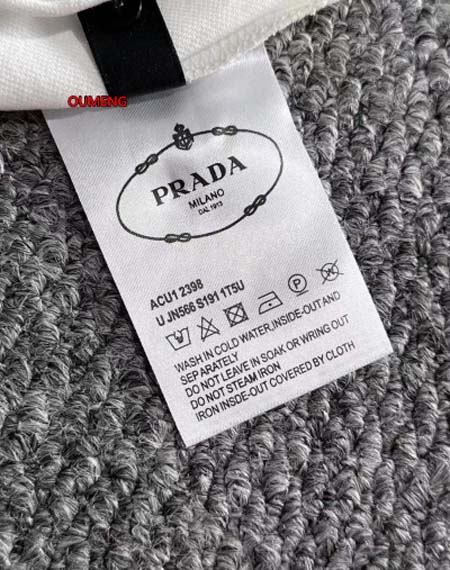 OUMENG
PRADA
MILANO
DAL 1913
ACU1 2398
U JN566 S191 1T5U
WASH IN COLD WATER,INSIDE-OUT AND
SEPARATELY
DO NOT LEAVE IN SOAK OR WRING OUT
DO NOT STEAM IRON
IRON INSDE-OUT COVERED BY CLOTH